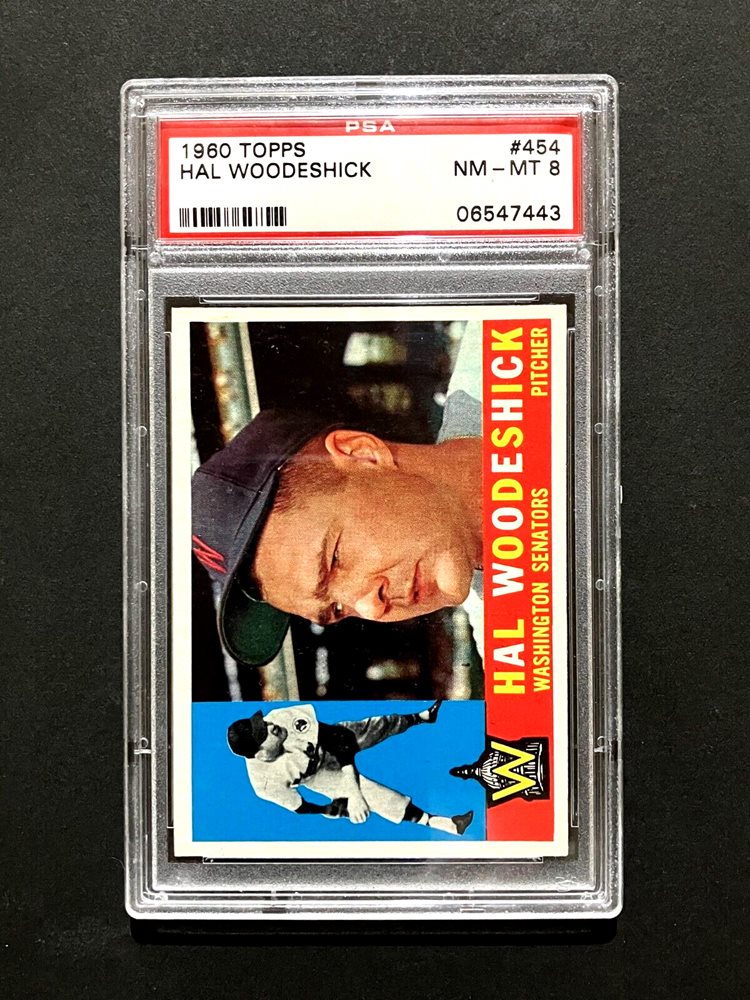 PSA
1960 TOPPS #454
HAL WOODESHICK NM - MT 8
06547443
HAL WOODESHICK
WASHINGTON SENATORS PITCHER
W
W